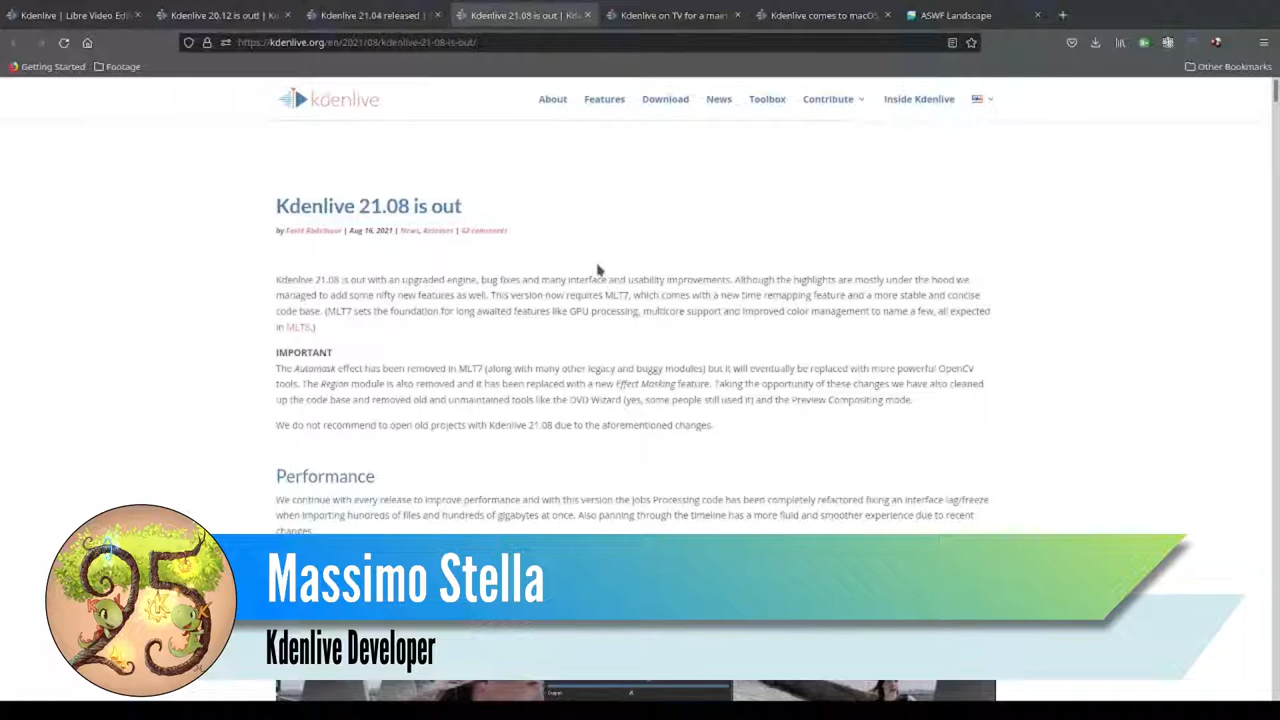 Kdenlive | Libre Video Edi
Kdenlive 20.12 is out! | K
Kdenlive 21.04 released |
Kdenlive 21.08 is out | Kd
Kdenlive on TV for a main
Kdenlive comes to macOS
ASWF Landscape
https://kdenlive.org/en/2021/08/kdenlive-21-08-is-out/
Getting Started
Footage
Other Bookmarks
kdenlive
About
Features
Download
News
Toolbox
Contribute
Inside Kdenlive
Kdenlive 21.08 is out
by Farid Abdelnour | Aug 16, 2021 | News, Releases | comments
Kdenlive 21.08 is out with an upgraded engine, bug fixes and many interface and usability improvements. Although the highlights are mostly under the hood we
managed to add some nifty new features as well. This version now requires MLT7, which comes with a new time remapping feature and a more stable and concise
code base. (MLT7 sets the foundation for long awaited features like GPU processing, multicore support and improved color management to name a few, all expected
in MLT8.)
IMPORTANT
The Automask effect has been removed in MLT7 (along with many other legacy and buggy modules) but it will eventually be replaced with more powerful OpenCV
tools. The Region module is also removed and it has been replaced with a new Effect Masking feature. Taking the opportunity of these changes we have also cleaned
up the code base and removed old and unmaintained tools like the DVD Wizard (yes, some people still used it) and the Preview Compositing mode.
We do not recommend to open old projects with Kdenlive 21.08 due to the aforementioned changes.
Performance
We continue with every release to improve performance and with this version the Jobs Processing code has been completely refactored fixing an interface lag/freeze
when importing hundreds of files and hundreds of gigabytes at once. Also panning through the timeline has a more fluid and smoother experience due to recent
changes.
25
Massimo Stella
Kdenlive Developer